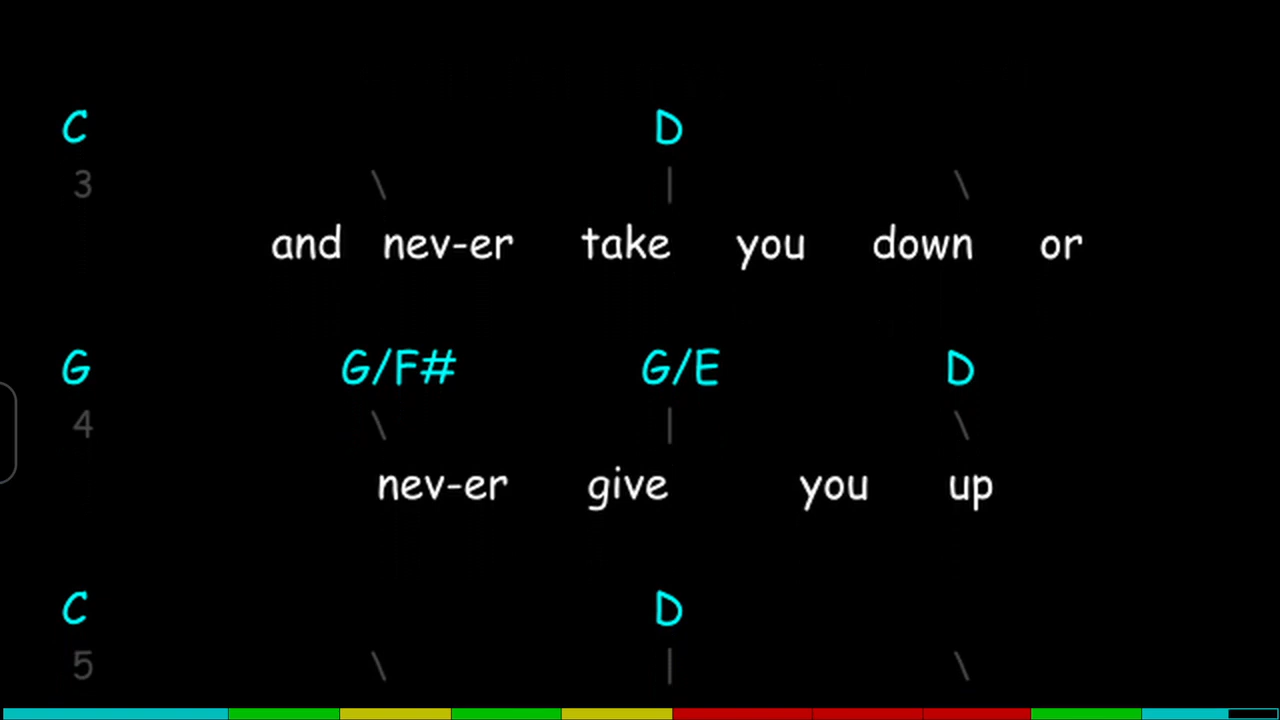 C D
3 \ | \
and nev-er take you down or
G G/F# G/E D
4 \ | \
nev-er give you up
C D
5 \ | \